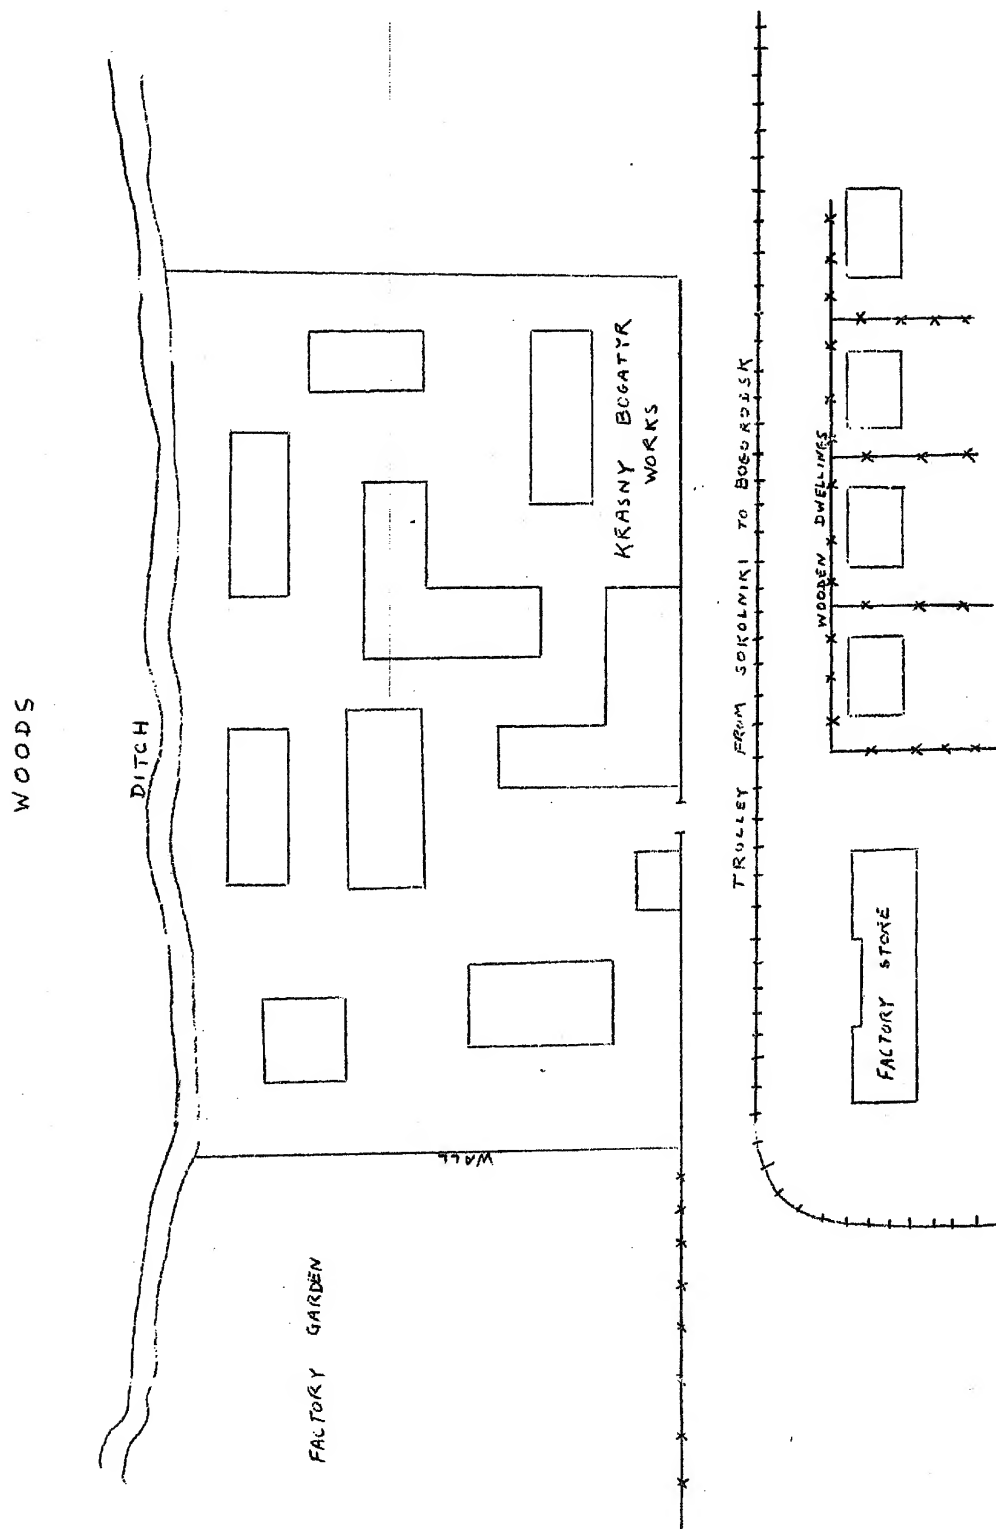 WOODS
DITCH
KRASNY BOGATYR
WORKS
TROLLEY FROM SOKOLNIKI TO BOGORODSK
WOODEN DWELLINGS
FACTORY STORE
WALL
FACTORY GARDEN